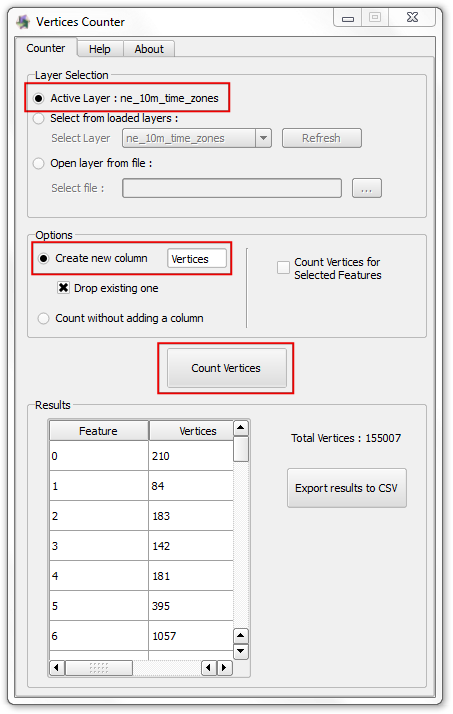 Vertices Counter
Counter Help About
Layer Selection
Active Layer : ne_10m_time_zones
Select from loaded layers :
Select Layer ne_10m_time_zones Refresh
Open layer from file :
Select file : ...
Options
Create new column Vertices
Count Vertices for
Selected Features
Drop existing one
Count without adding a column
Count Vertices
Results
Feature Vertices
0 210
1 84
2 183
3 142
4 181
5 395
6 1057
Total Vertices : 155007
Export results to CSV